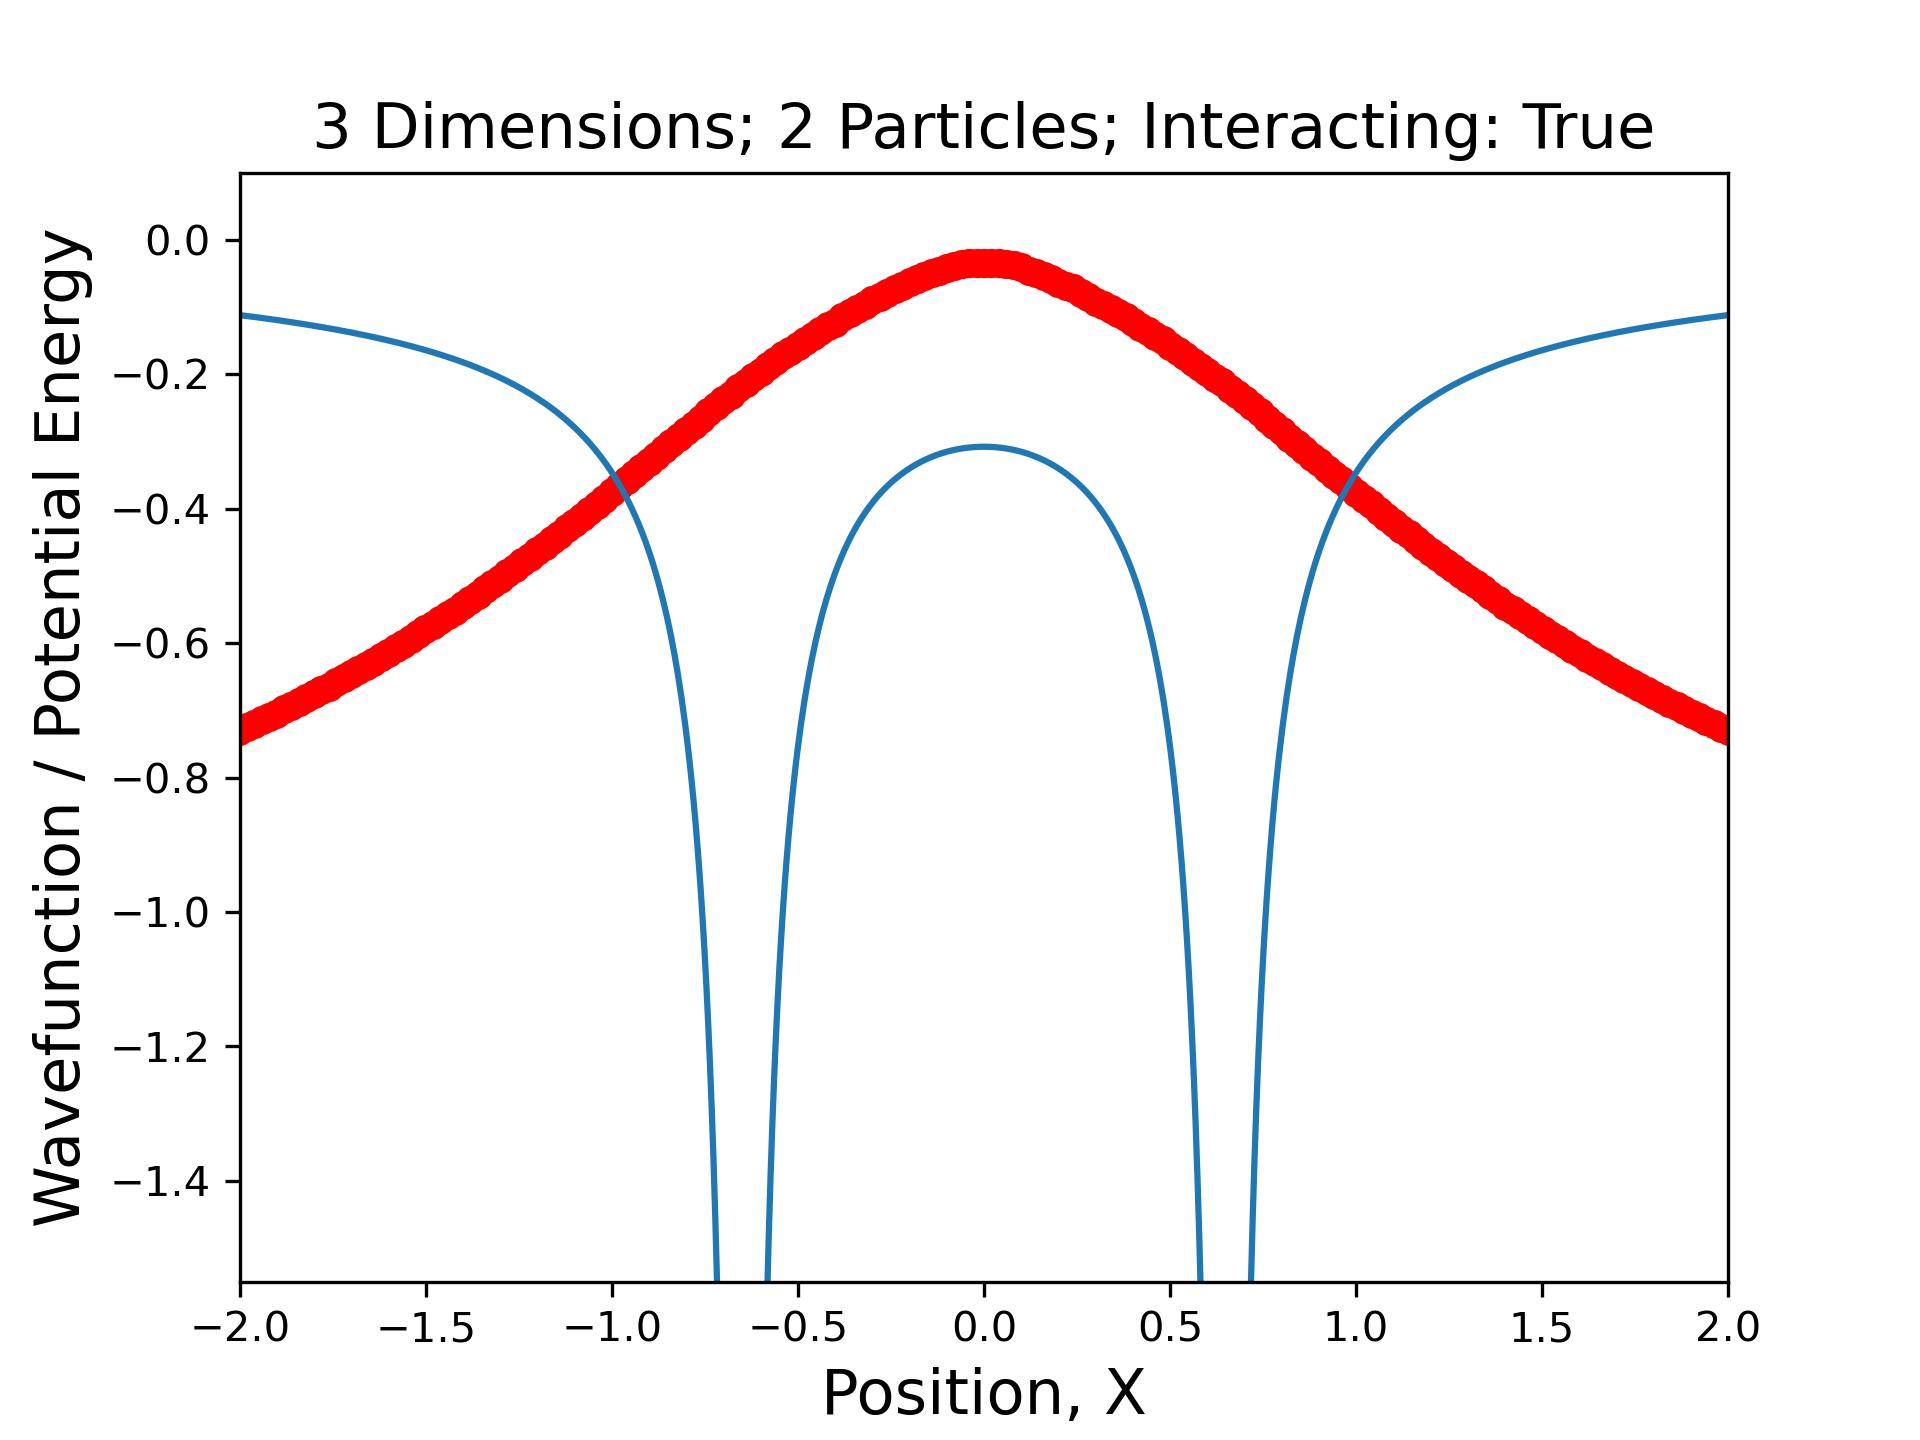 3 Dimensions; 2 Particles; Interacting: True
Wavefunction / Potential Energy
0.0
−0.2
−0.4
−0.6
−0.8
−1.0
−1.2
−1.4
−2.0 −1.5 −1.0 −0.5 0.0 0.5 1.0 1.5 2.0
Position, X